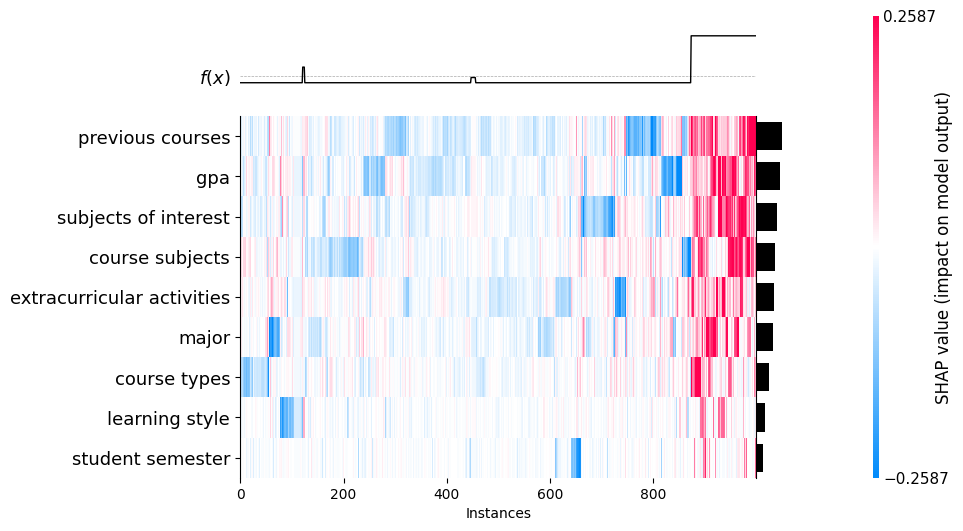 0.2587
f(x)
previous courses
gpa
subjects of interest
course subjects
extracurricular activities
major
course types
learning style
student semester
0 200 400 600 800
Instances
SHAP value (impact on model output)
−0.2587